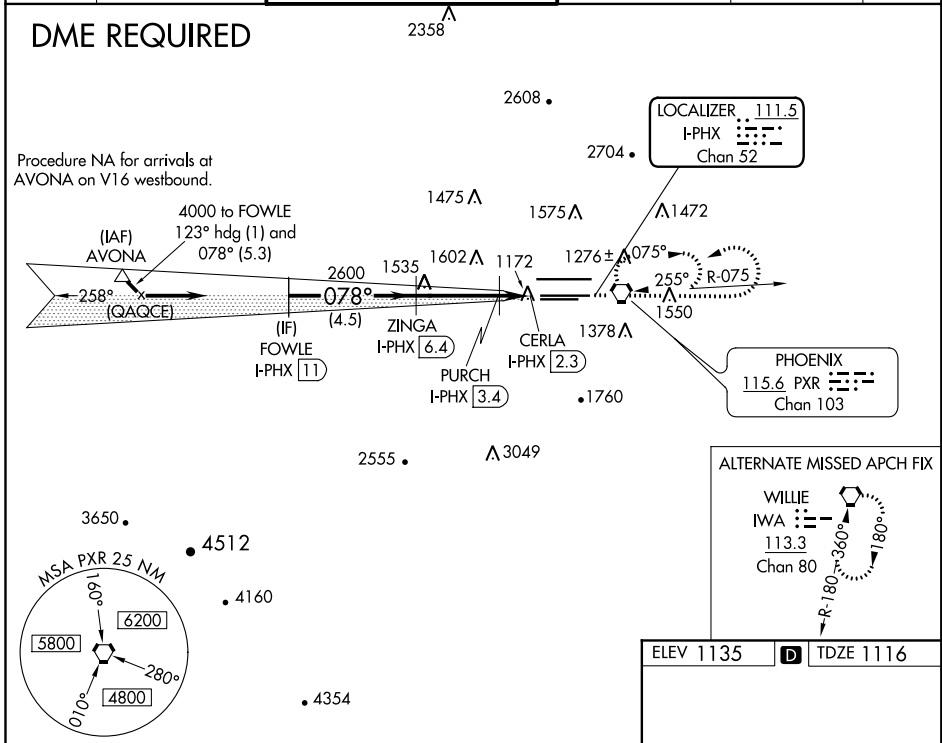 DME REQUIRED
2358
2608
LOCALIZER 111.5
I-PHX
Chan 52
2704
Procedure NA for arrivals at
AVONA on V16 westbound.
4000 to FOWLE
123° hdg (1) and
078° (5.3)
(IAF)
AVONA
1475
1575
1472
1602
1535
1172
1276±
075°
2600
078°
(4.5)
258°
(QAQCE)
255°
R-075
1550
(IF)
FOWLE
I-PHX 11
ZINGA
I-PHX 6.4
PURCH
I-PHX 3.4
CERLA
I-PHX 2.3
1378
PHOENIX
115.6 PXR
Chan 103
1760
2555
3049
ALTERNATE MISSED APCH FIX
WILLIE
IWA
113.3
Chan 80
R-180
360°
180°
3650
4512
4160
4354
MSA PXR 25 NM
160°
6200
5800
280°
4800
010°
ELEV 1135 D TDZE 1116